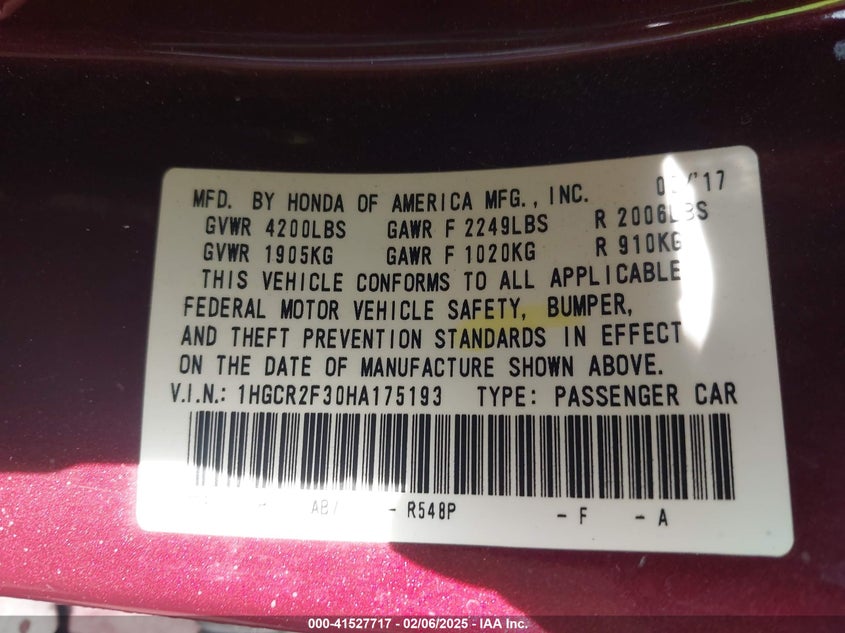 MFD. BY HONDA OF AMERICA MFG., INC. '17
GVWR 4200LBS GAWR F 2249LBS R 2006LBS
GVWR 1905KG GAWR F 1020KG R 910KG
THIS VEHICLE CONFORMS TO ALL APPLICABLE
FEDERAL MOTOR VEHICLE SAFETY, BUMPER,
AND THEFT PREVENTION STANDARDS IN EFFECT
ON THE DATE OF MANUFACTURE SHOWN ABOVE.
V.I.N.: 1HGCR2F30HA175193 TYPE: PASSENGER CAR
- - R548P - F - A
000-41527717 - 02/06/2025 - IAA Inc.